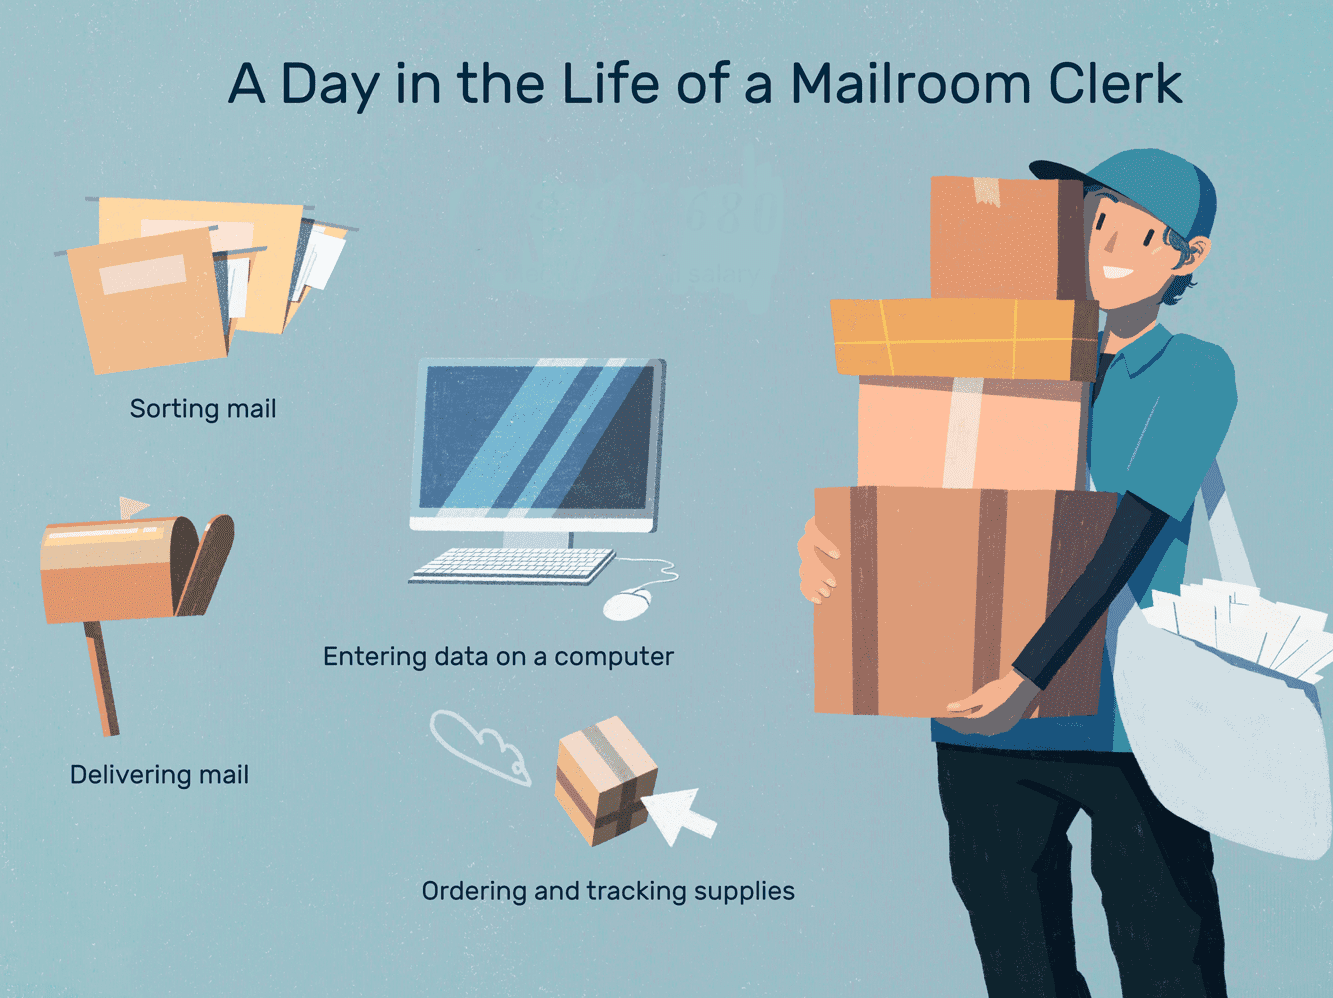 A Day in the Life of a Mailroom Clerk
Sorting mail
Entering data on a computer
Delivering mail
Ordering and tracking supplies